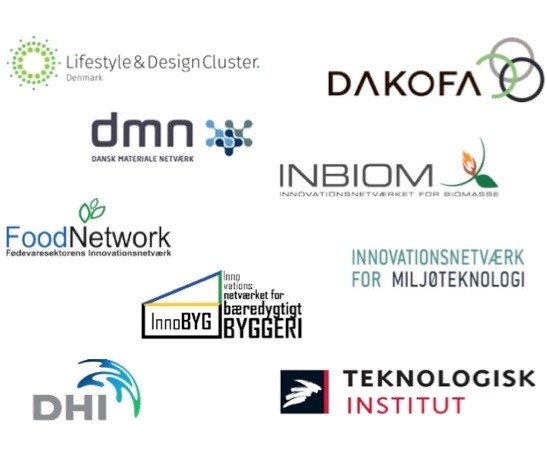 Lifestyle & Design Cluster.
Denmark
DAKOFA
dmn
DANSK MATERIALE NETVÆRK
INBIOM
INNOVATIONSNETVÆRKET FOR BIOMASSE
FoodNetwork
Fødevaresektorens Innovationsnetværk
INNOVATIONSNETVÆRK
FOR MILJØTEKNOLOGI
InnoBYG
Inno
vations
netværket for
bæredygtigt
BYGGERI
DHI
TEKNOLOGISK
INSTITUT